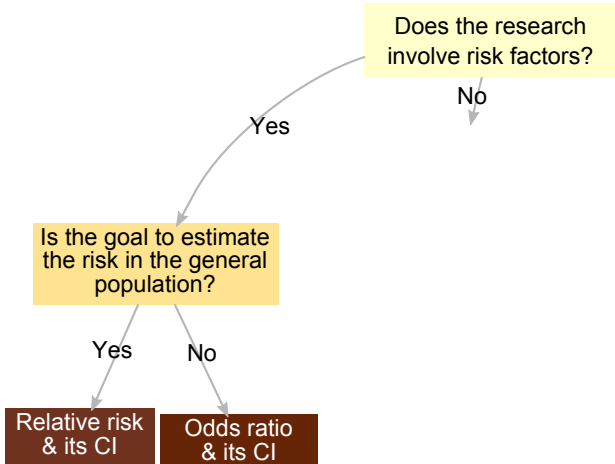 Does the research
involve risk factors?
No
Yes
Is the goal to estimate
the risk in the general
population?
Yes
No
Relative risk
& its CI
Odds ratio
& its CI